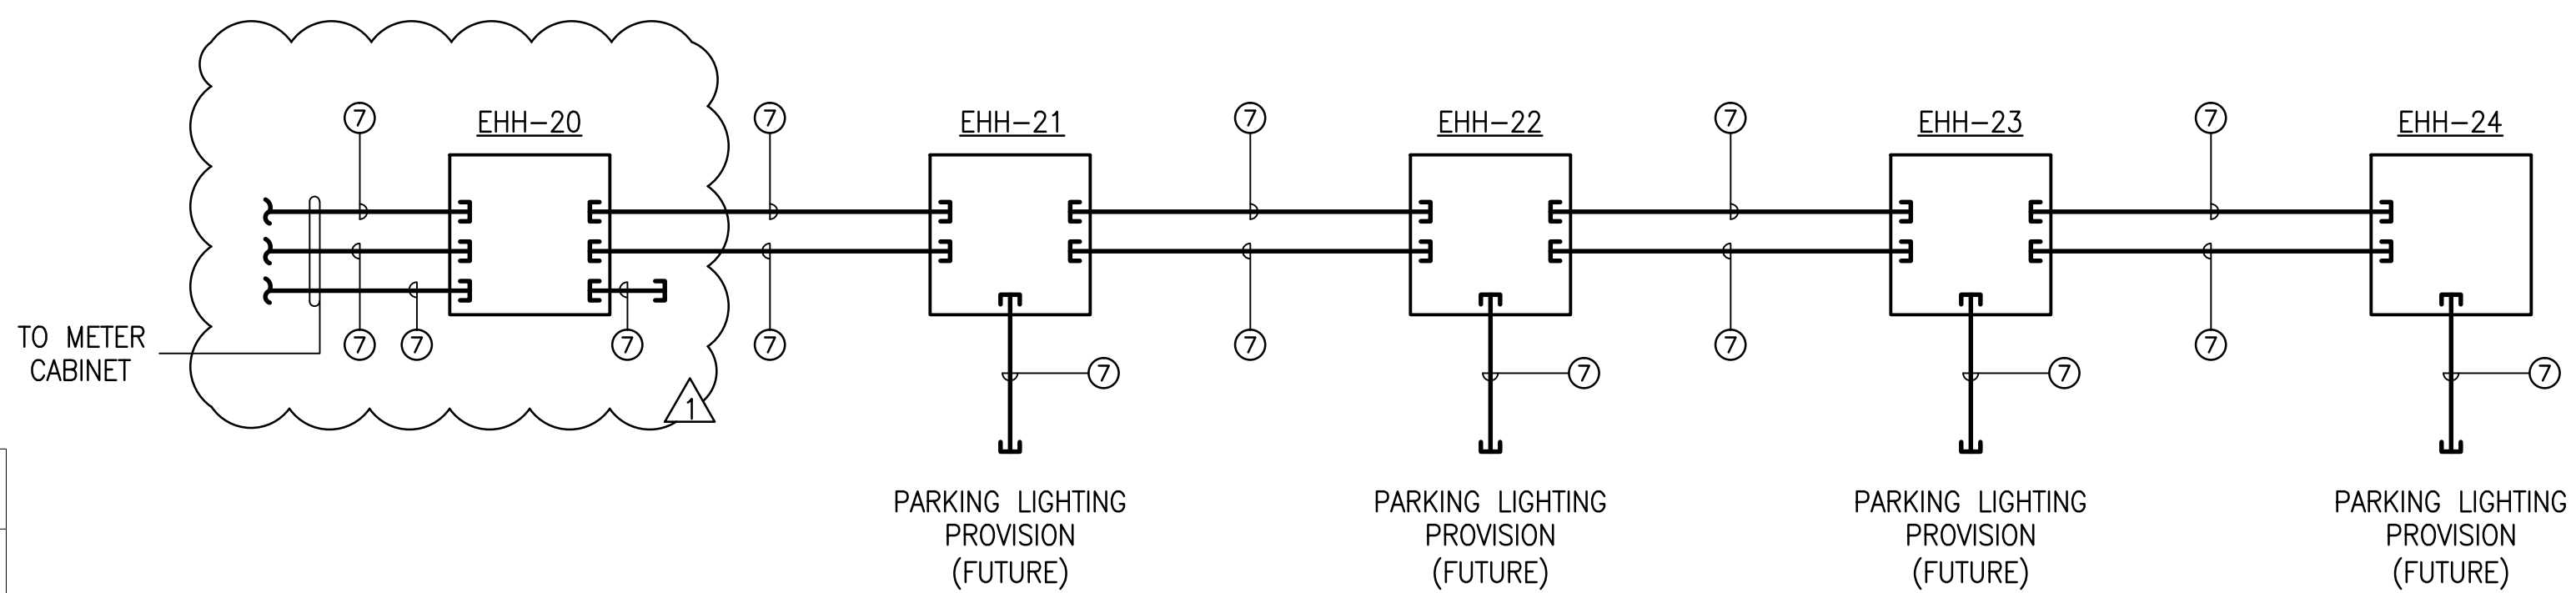 7
EHH-20
7
EHH-21
7
EHH-22
7
EHH-23
7
EHH-24
TO METER
CABINET
7
7
7
7
7
7
7
7
7
7
7
1
PARKING LIGHTING
PROVISION
(FUTURE)
PARKING LIGHTING
PROVISION
(FUTURE)
PARKING LIGHTING
PROVISION
(FUTURE)
PARKING LIGHTING
PROVISION
(FUTURE)